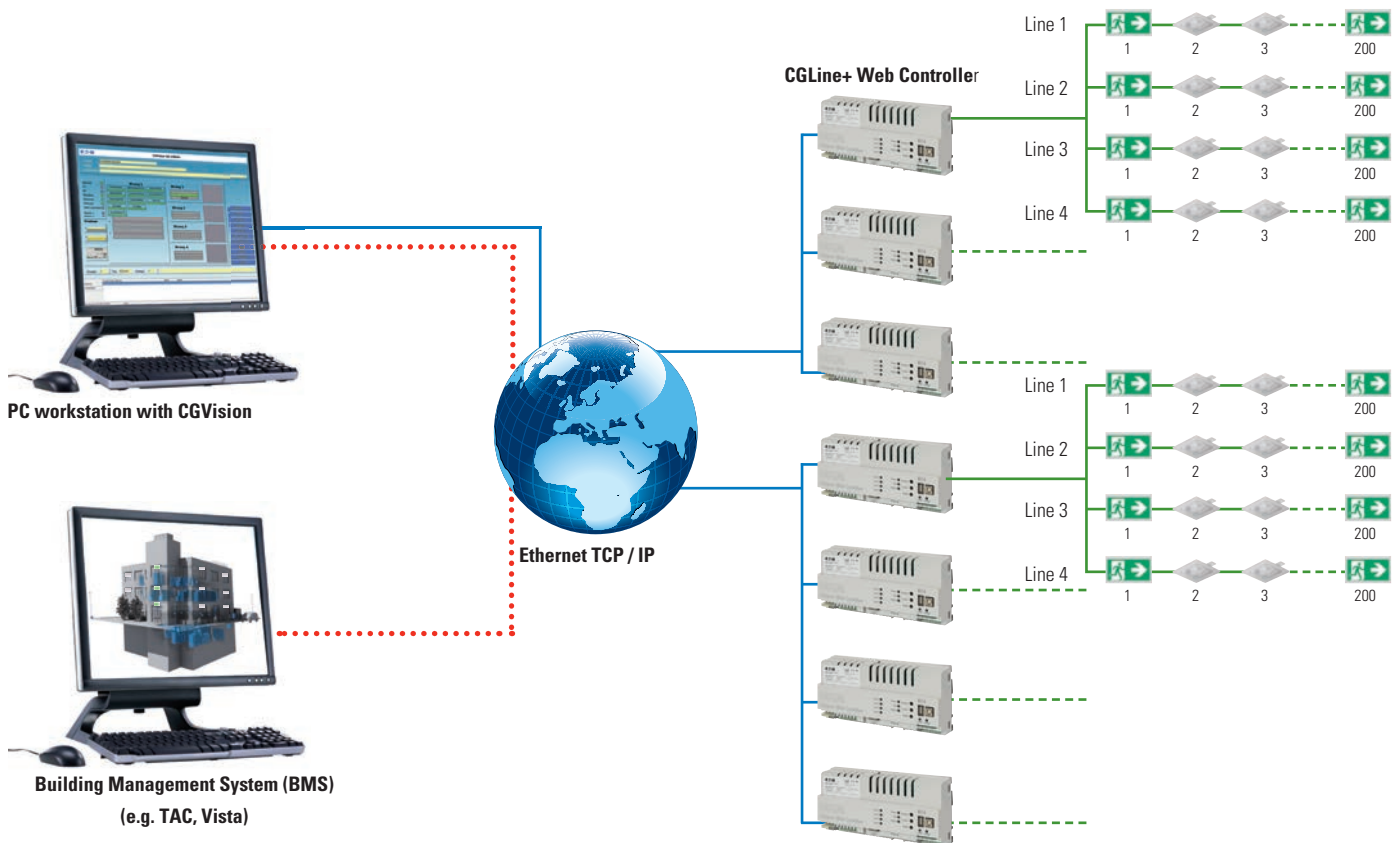 Line 1
1 2 3 200
CGLine+ Web Controller
Line 2
1 2 3 200
Line 3
1 2 3 200
Line 4
1 2 3 200
PC workstation with CGVision
Ethernet TCP / IP
Line 1
1 2 3 200
Line 2
1 2 3 200
Line 3
1 2 3 200
Line 4
1 2 3 200
Building Management System (BMS)
(e.g. TAC, Vista)